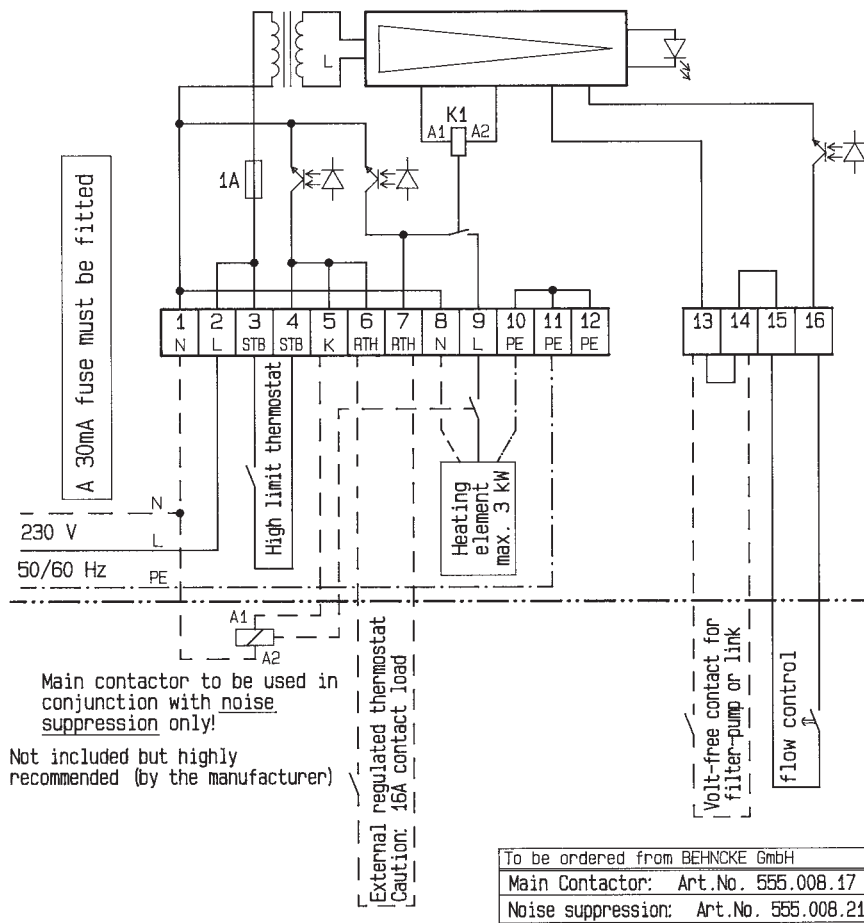 L
K1
A1
A2
1A
A 30mA fuse must be fitted
1 2 3 4 5 6 7 8 9 10 11 12
N L STB STB K RTH RTH N L PE PE PE
13 14 15 16
High limit thermostat
Heating
element
max. 3 kW
N
230 V
L
50/60 Hz
PE
A1
A2
Main contactor to be used in
conjunction with noise
suppression only!
Not included but highly
recommended (by the manufacturer)
External regulated thermostat
Caution: 16A contact load
Volt-free contact for
filter-pump or link
flow control
To be ordered from BEHNCKE GmbH
Main Contactor: Art.No. 555.008.17
Noise suppression: Art.No. 555.008.21